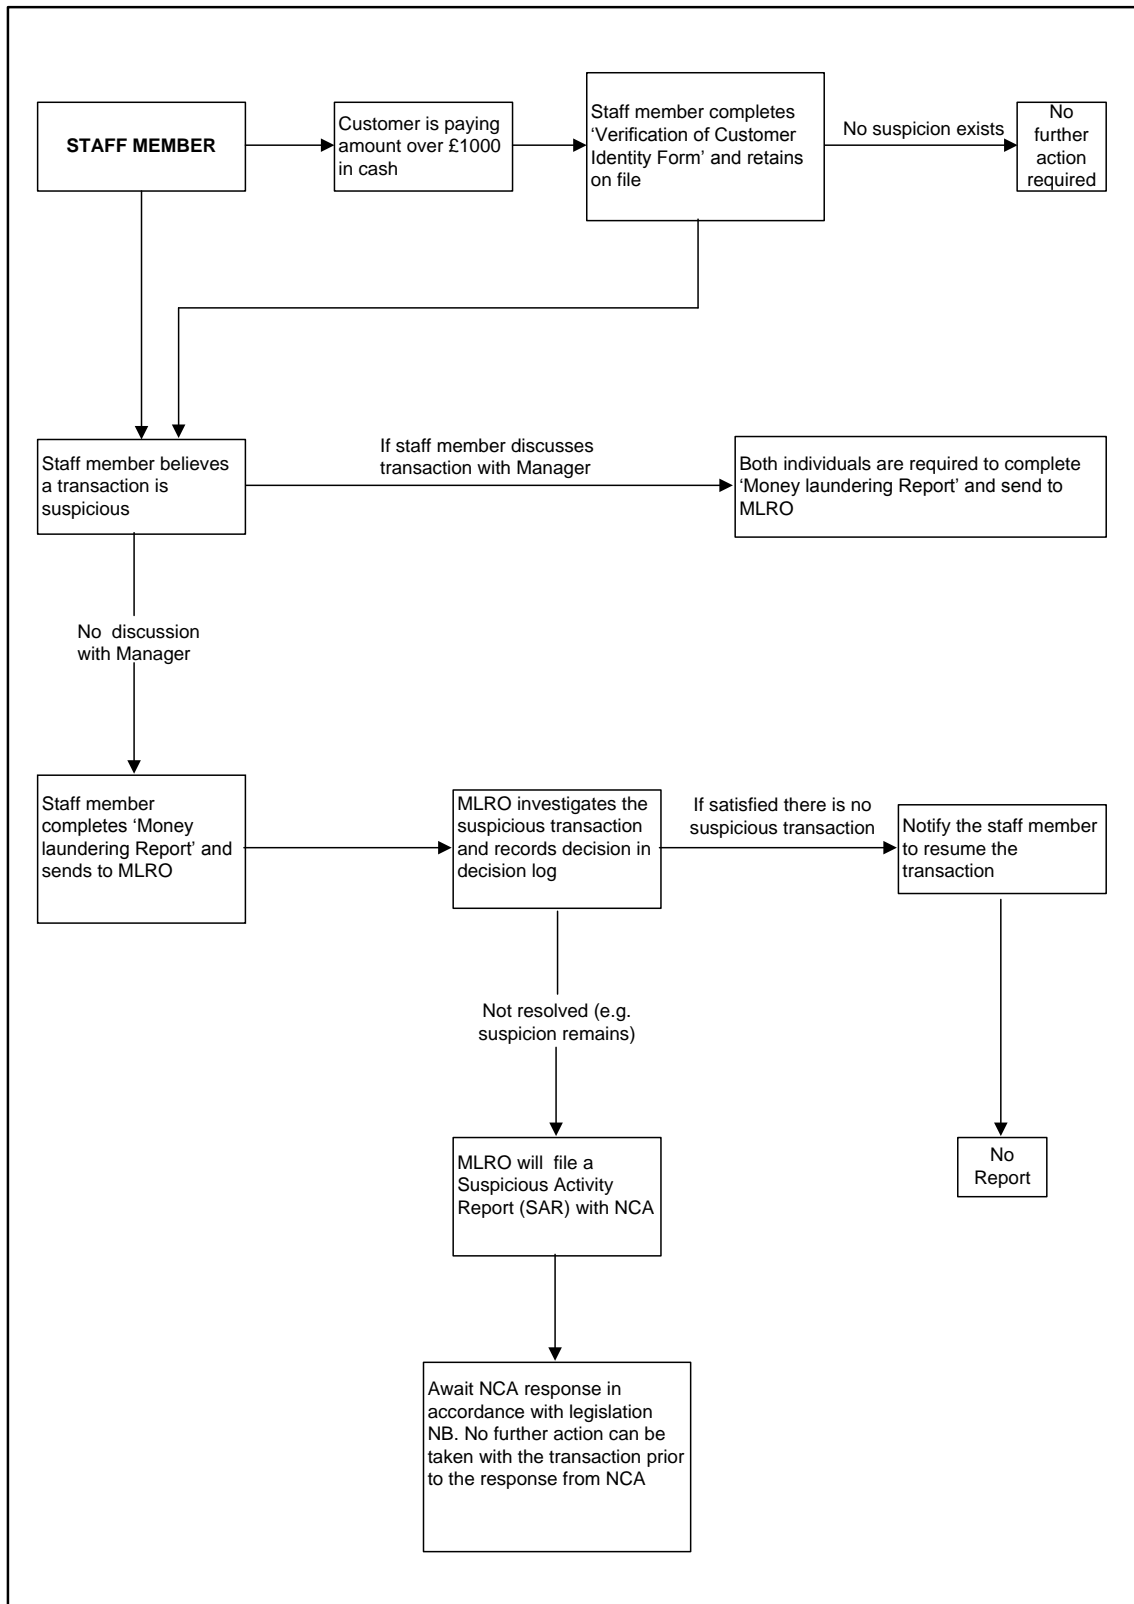 STAFF MEMBER
Customer is paying
amount over £1000
in cash
Staff member completes
‘Verification of Customer
Identity Form’ and retains
on file
No suspicion exists
No
further
action
required
Staff member believes
a transaction is
suspicious
If staff member discusses
transaction with Manager
Both individuals are required to complete
‘Money laundering Report’ and send to
MLRO
No  discussion
with Manager
Staff member
completes ‘Money
laundering Report’ and
sends to MLRO
MLRO investigates the
suspicious transaction
and records decision in
decision log
If satisfied there is no
suspicious transaction
Notify the staff member
to resume the
transaction
Not resolved (e.g.
suspicion remains)
MLRO will  file a
Suspicious Activity
Report (SAR) with NCA
No
Report
Await NCA response in
accordance with legislation
NB. No further action can be
taken with the transaction prior
to the response from NCA